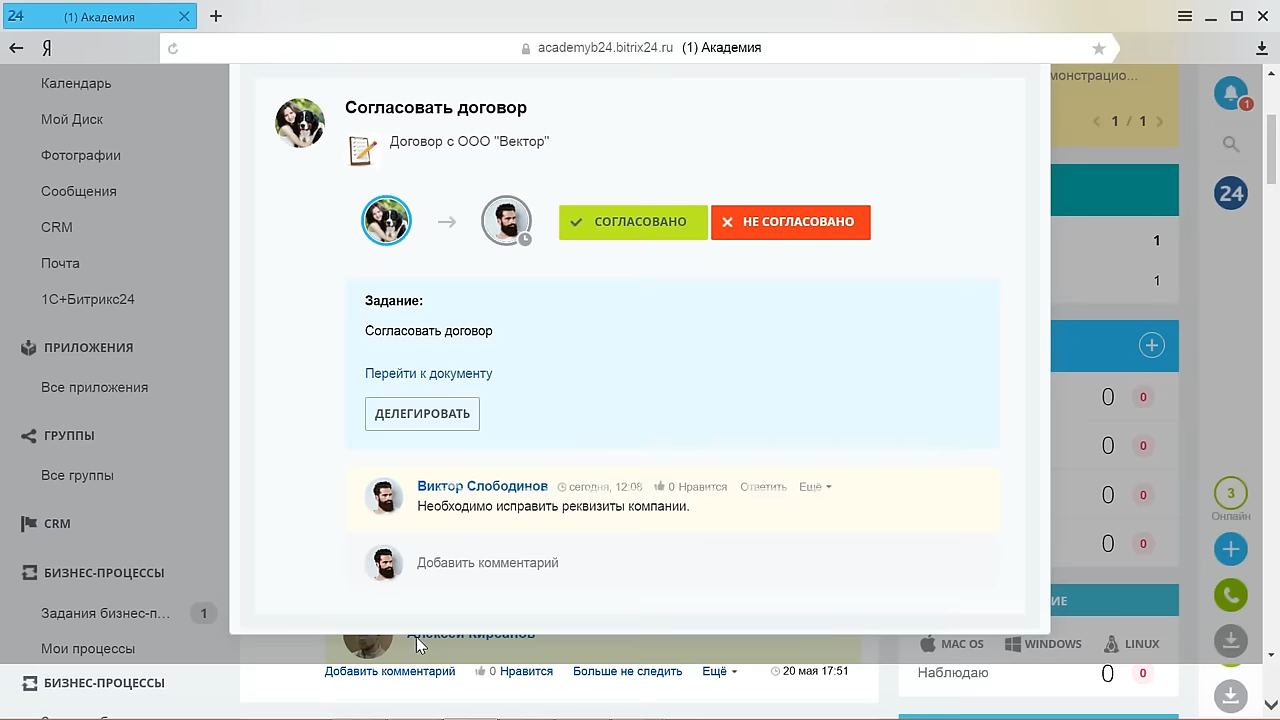 24 (1) Академия
Я
academyb24.bitrix24.ru (1) Академия
Календарь
Мой Диск
Фотографии
Сообщения
CRM
Почта
1С+Битрикс24
ПРИЛОЖЕНИЯ
Все приложения
ГРУППЫ
Все группы
CRM
БИЗНЕС-ПРОЦЕССЫ
Задания бизнес-п... 1
Мои процессы
БИЗНЕС-ПРОЦЕССЫ
Согласовать договор
Договор с ООО "Вектор"
СОГЛАСОВАНО НЕ СОГЛАСОВАНО
Задание:
Согласовать договор
Перейти к документу
ДЕЛЕГИРОВАТЬ
Виктор Слободинов сегодня, 12:08 0 Нравится Ответить Ещё
Необходимо исправить реквизиты компании.
Добавить комментарий
Алексей Кирсанов
Добавить комментарий 0 Нравится Больше не следить Ещё 20 мая 17:51
монстрацио...
1 / 1
1
1
0 0
0 0
0 0
0 0
ИЕ
MAC OS WINDOWS LINUX
Наблюдаю 0 0
1
24
3
Онлайн